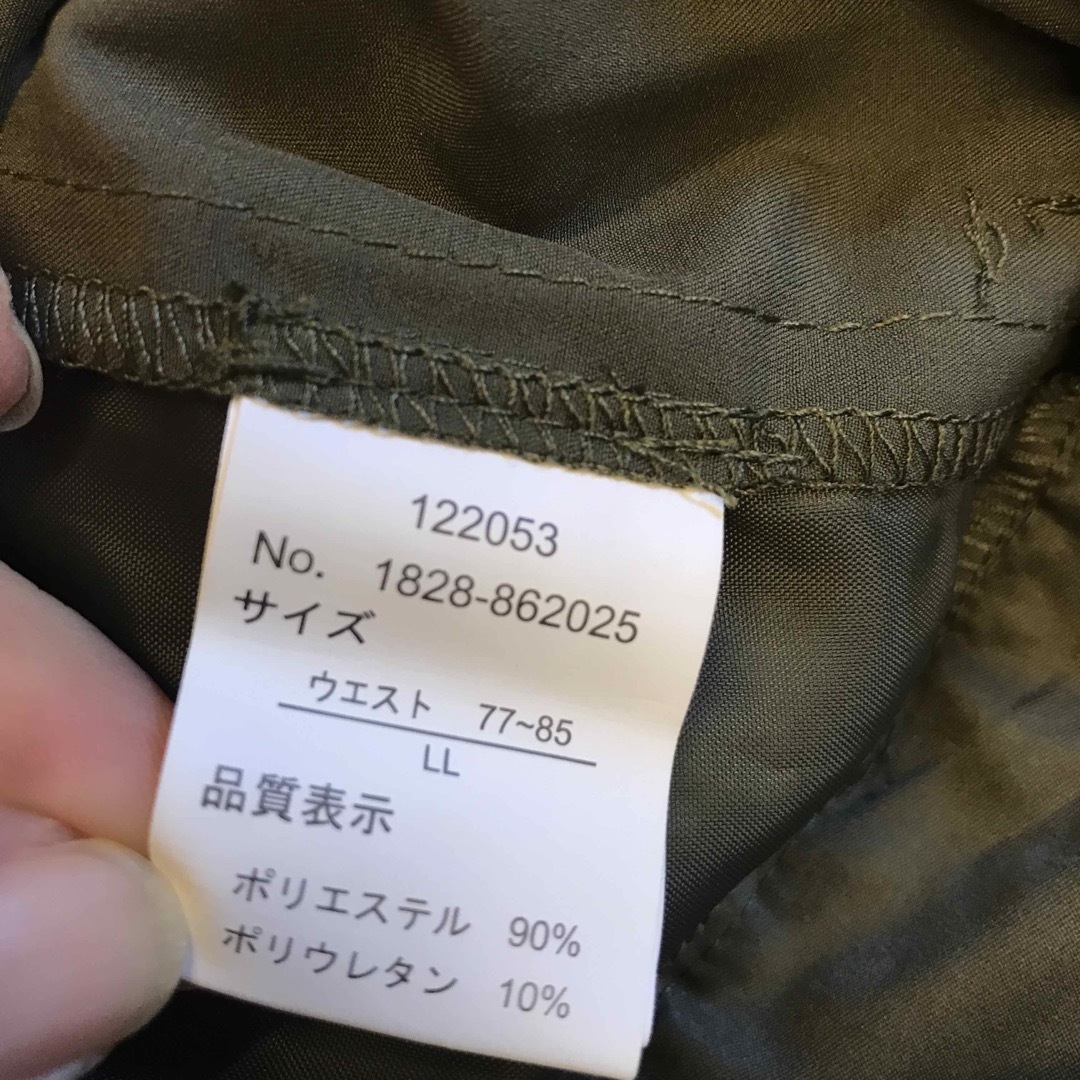 122053
No. 1828-862025
サイズ
ウエスト 77~85
LL
品質表示
ポリエステル 90%
ポリウレタン 10%